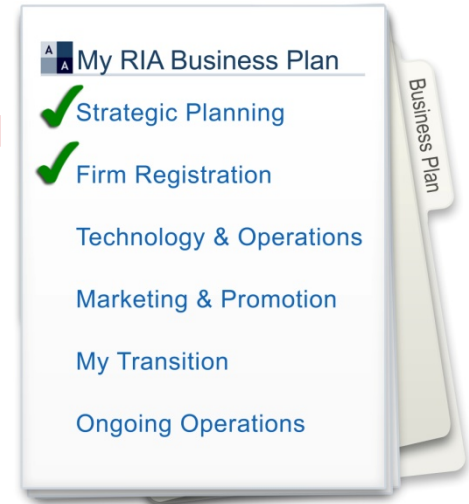 A
A
My RIA Business Plan
Strategic Planning
Firm Registration
Technology & Operations
Marketing & Promotion
My Transition
Ongoing Operations
Business Plan